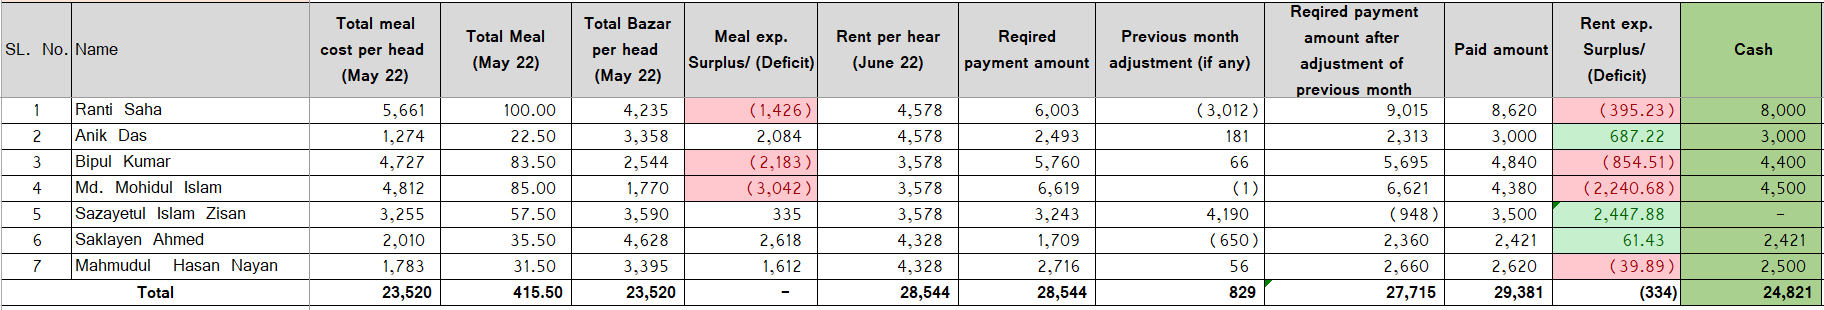 SL. No. Name Total meal cost per head (May 22) Total Meal (May 22) Total Bazar per head (May 22) Meal exp. Surplus/ (Deficit) Rent per hear (June 22) Reqired payment amount Previous month adjustment (if any) Reqired payment amount after adjustment of previous month Paid amount Rent exp. Surplus/ (Deficit) Cash
1 Ranti Saha 5,661 100.00 4,235 (1,426) 4,578 6,003 (3,012) 9,015 8,620 (395.23) 8,000
2 Anik Das 1,274 22.50 3,358 2,084 4,578 2,493 181 2,313 3,000 687.22 3,000
3 Bipul Kumar 4,727 83.50 2,544 (2,183) 3,578 5,760 66 5,695 4,840 (854.51) 4,400
4 Md. Mohidul Islam 4,812 85.00 1,770 (3,042) 3,578 6,619 (1) 6,621 4,380 (2,240.68) 4,500
5 Sazayetul Islam Zisan 3,255 57.50 3,590 335 3,578 3,243 4,190 (948) 3,500 2,447.88 -
6 Saklayen Ahmed 2,010 35.50 4,628 2,618 4,328 1,709 (650) 2,360 2,421 61.43 2,421
7 Mahmudul Hasan Nayan 1,783 31.50 3,395 1,612 4,328 2,716 56 2,660 2,620 (39.89) 2,500
Total 23,520 415.50 23,520 - 28,544 28,544 829 27,715 29,381 (334) 24,821